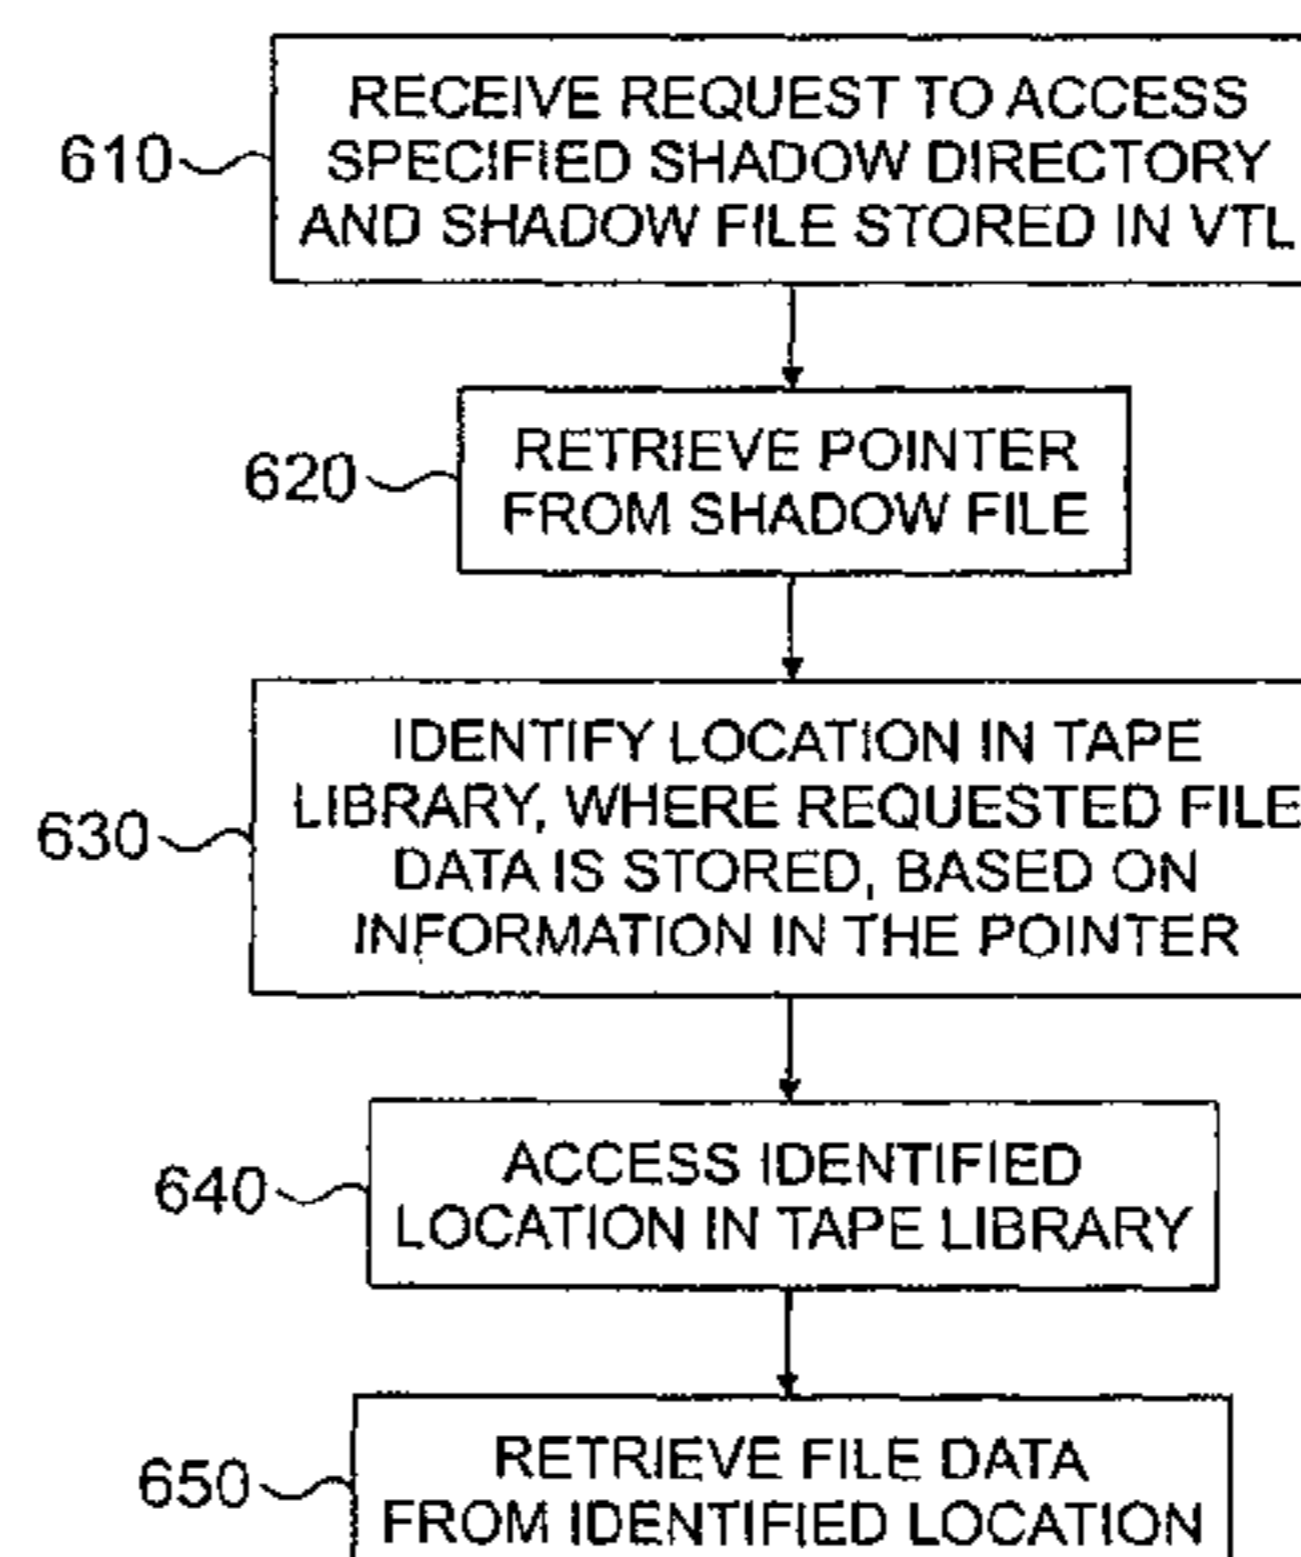 RECEIVE REQUEST TO ACCESS
610 SPECIFIED SHADOW DIRECTORY
AND SHADOW FILE STORED IN VTL
RETRIEVE POINTER
620 FROM SHADOW FILE
IDENTIFY LOCATION IN TAPE
LIBRARY, WHERE REQUESTED FILE
630 DATA IS STORED, BASED ON
INFORMATION IN THE POINTER
ACCESS IDENTIFIED
640 LOCATION IN TAPE LIBRARY
RETRIEVE FILE DATA
650 FROM IDENTIFIED LOCATION